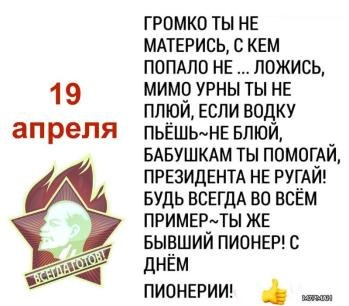 ГРОМКО ТЫ НЕ
МАТЕРИСЬ, С КЕМ
ПОПАЛО НЕ ... ЛОЖИСЬ,
МИМО УРНЫ ТЫ НЕ
ПЛЮЙ, ЕСЛИ ВОДКУ
ПЬЁШЬ~НЕ БЛЮЙ,
БАБУШКАМ ТЫ ПОМОГАЙ,
ПРЕЗИДЕНТА НЕ РУГАЙ!
БУДЬ ВСЕГДА ВО ВСЁМ
ПРИМЕР~ТЫ ЖЕ
БЫВШИЙ ПИОНЕР! С
ДНЁМ
ПИОНЕРИИ!
19
апреля
ВСЕГДА ГОТОВ!